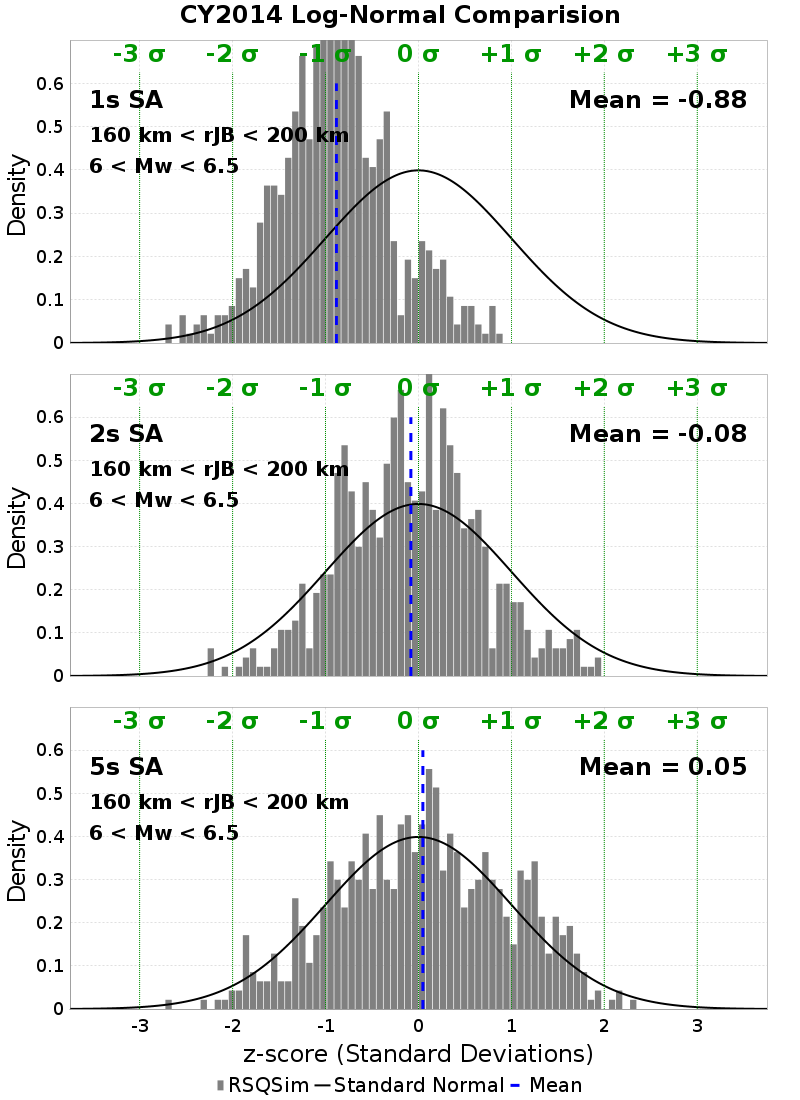 CY2014 Log-Normal Comparision
-3 σ -2 σ -1 σ 0 σ +1 σ +2 σ +3 σ
1s SA Mean = -0.88
160 km < rJB < 200 km
6 < Mw < 6.5
0.6
0.5
0.4
0.3
0.2
0.1
0
Density
-3 σ -2 σ -1 σ 0 σ +1 σ +2 σ +3 σ
2s SA Mean = -0.08
160 km < rJB < 200 km
6 < Mw < 6.5
0.6
0.5
0.4
0.3
0.2
0.1
0
Density
-3 σ -2 σ -1 σ 0 σ +1 σ +2 σ +3 σ
5s SA Mean = 0.05
160 km < rJB < 200 km
6 < Mw < 6.5
0.6
0.5
0.4
0.3
0.2
0.1
0
Density
-3 -2 -1 0 1 2 3
z-score (Standard Deviations)
RSQSim Standard Normal Mean